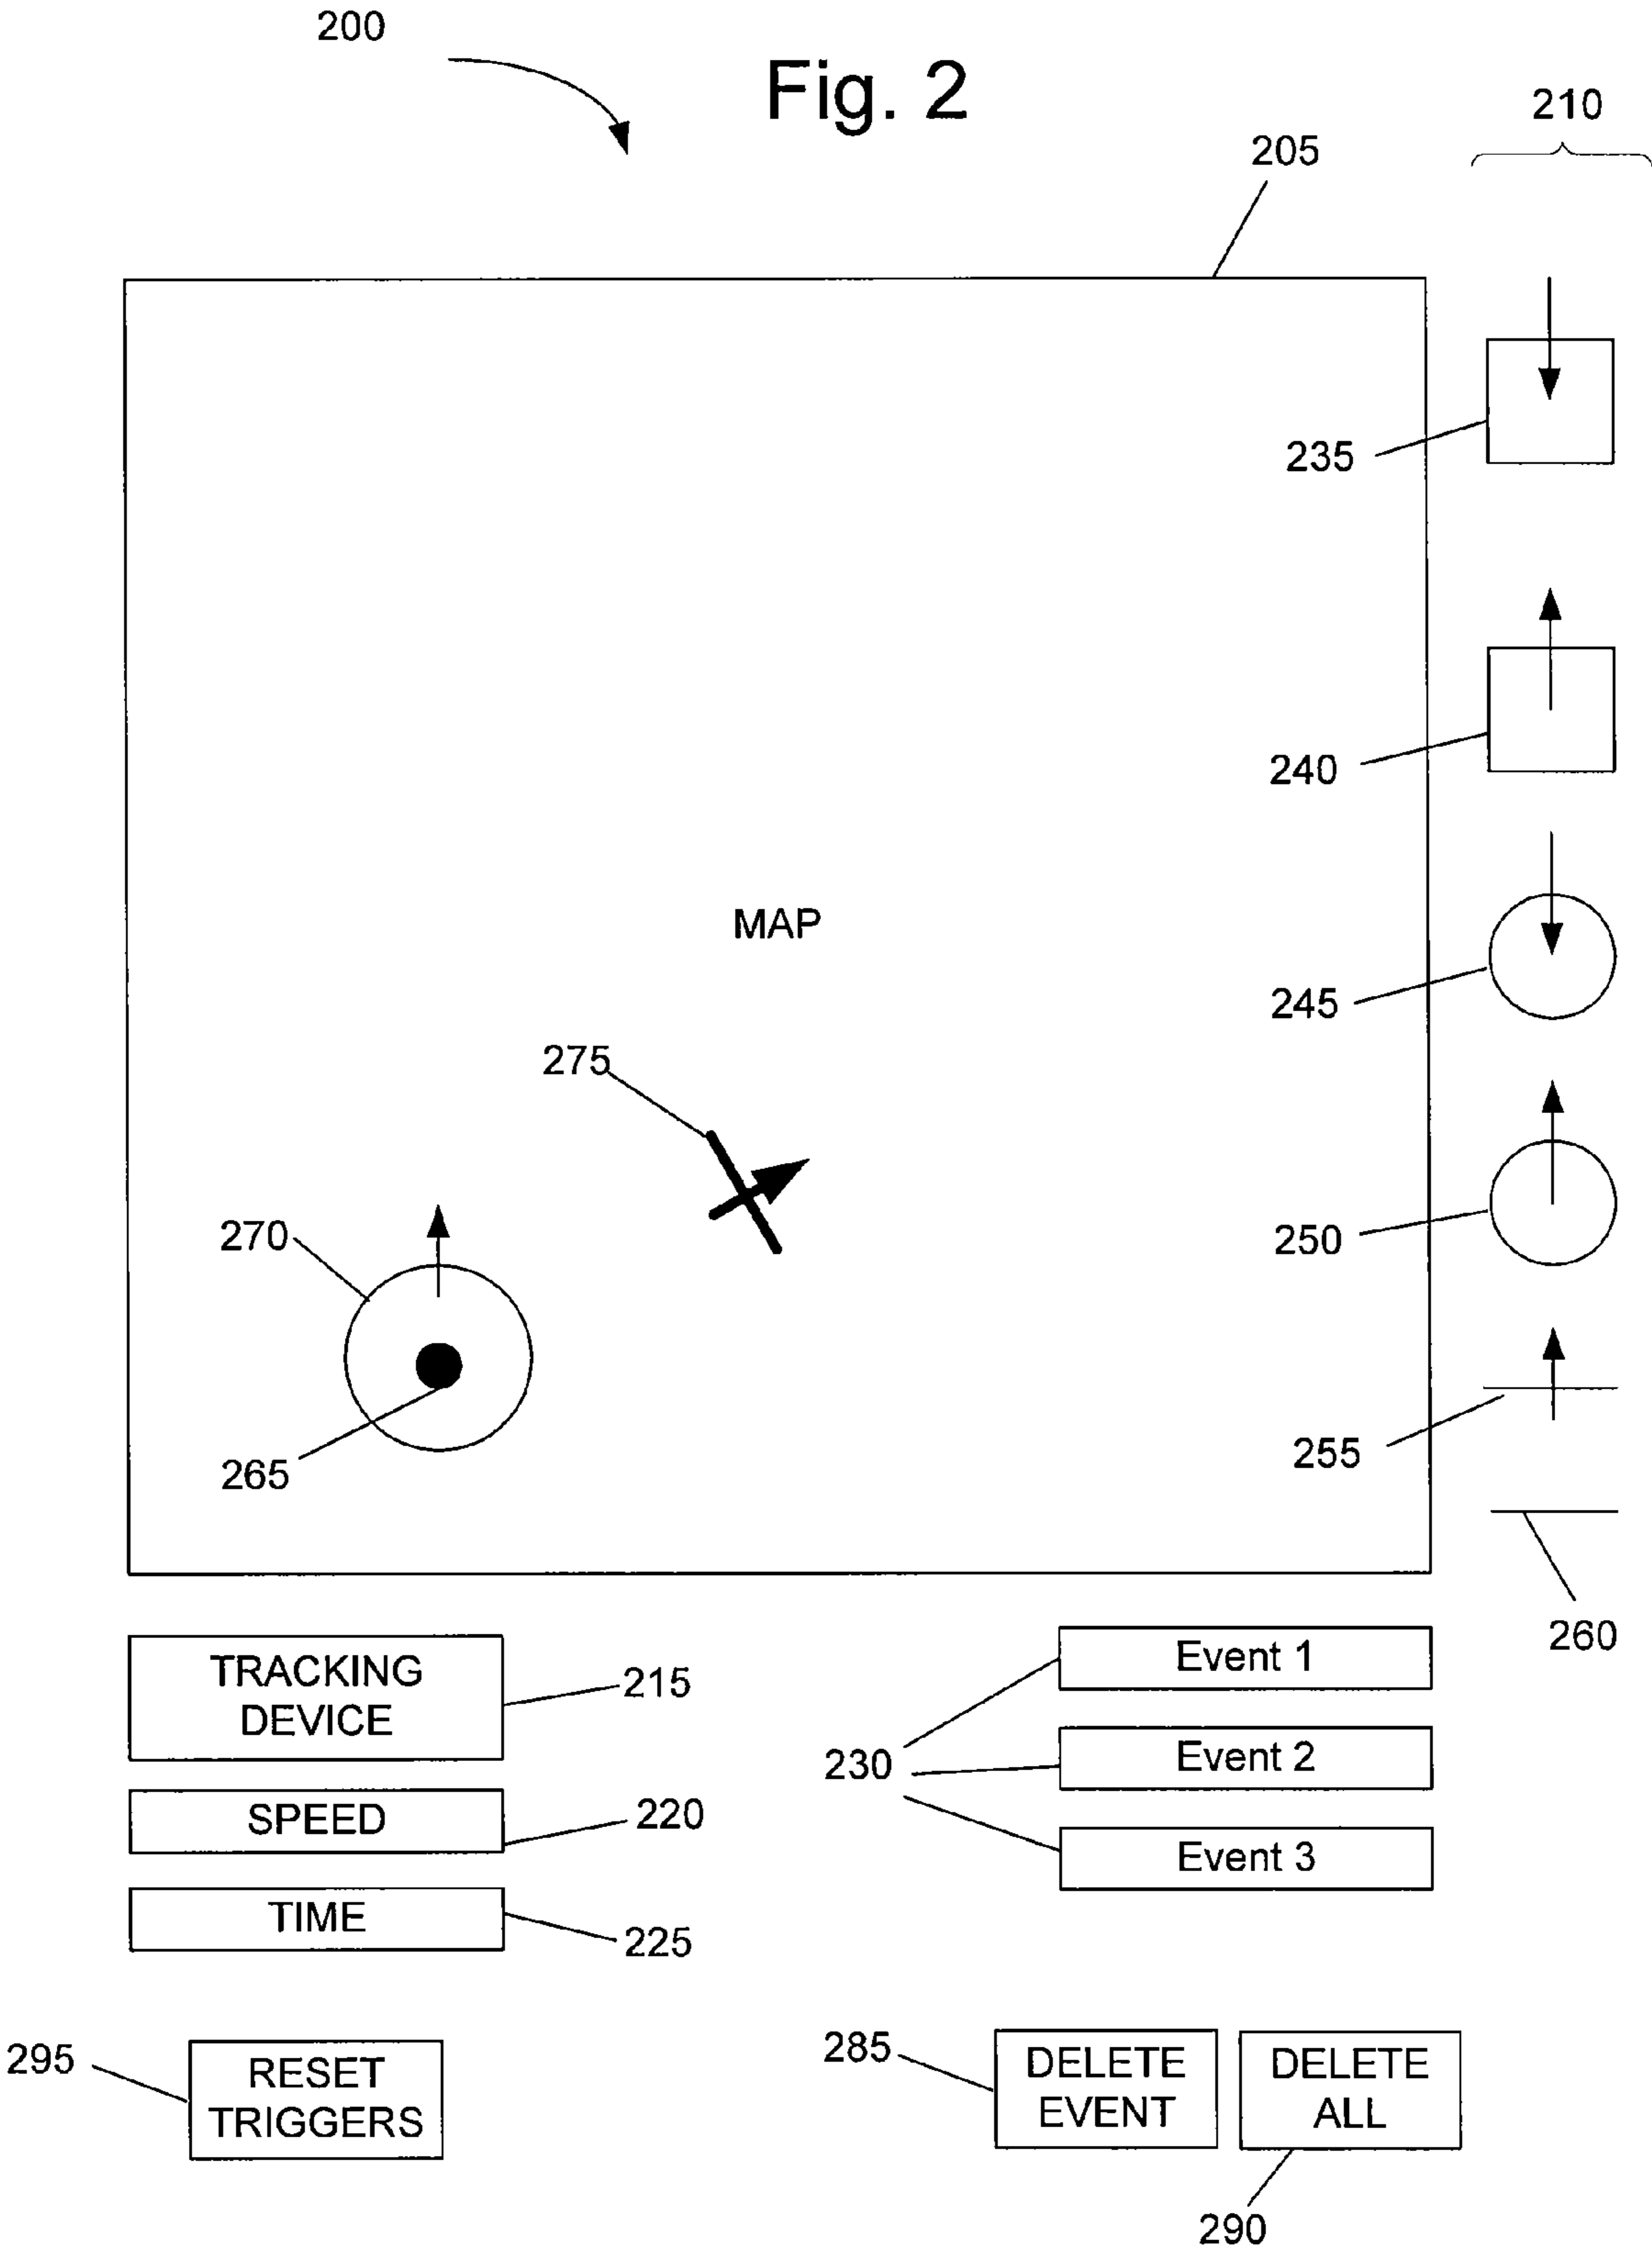 200
Fig. 2
210
205
235
240
MAP
245
275
270
250
265
255
260
TRACKING
DEVICE
215
Event 1
230
Event 2
SPEED
220
Event 3
TIME
225
295
RESET
TRIGGERS
285
DELETE
EVENT
DELETE
ALL
290